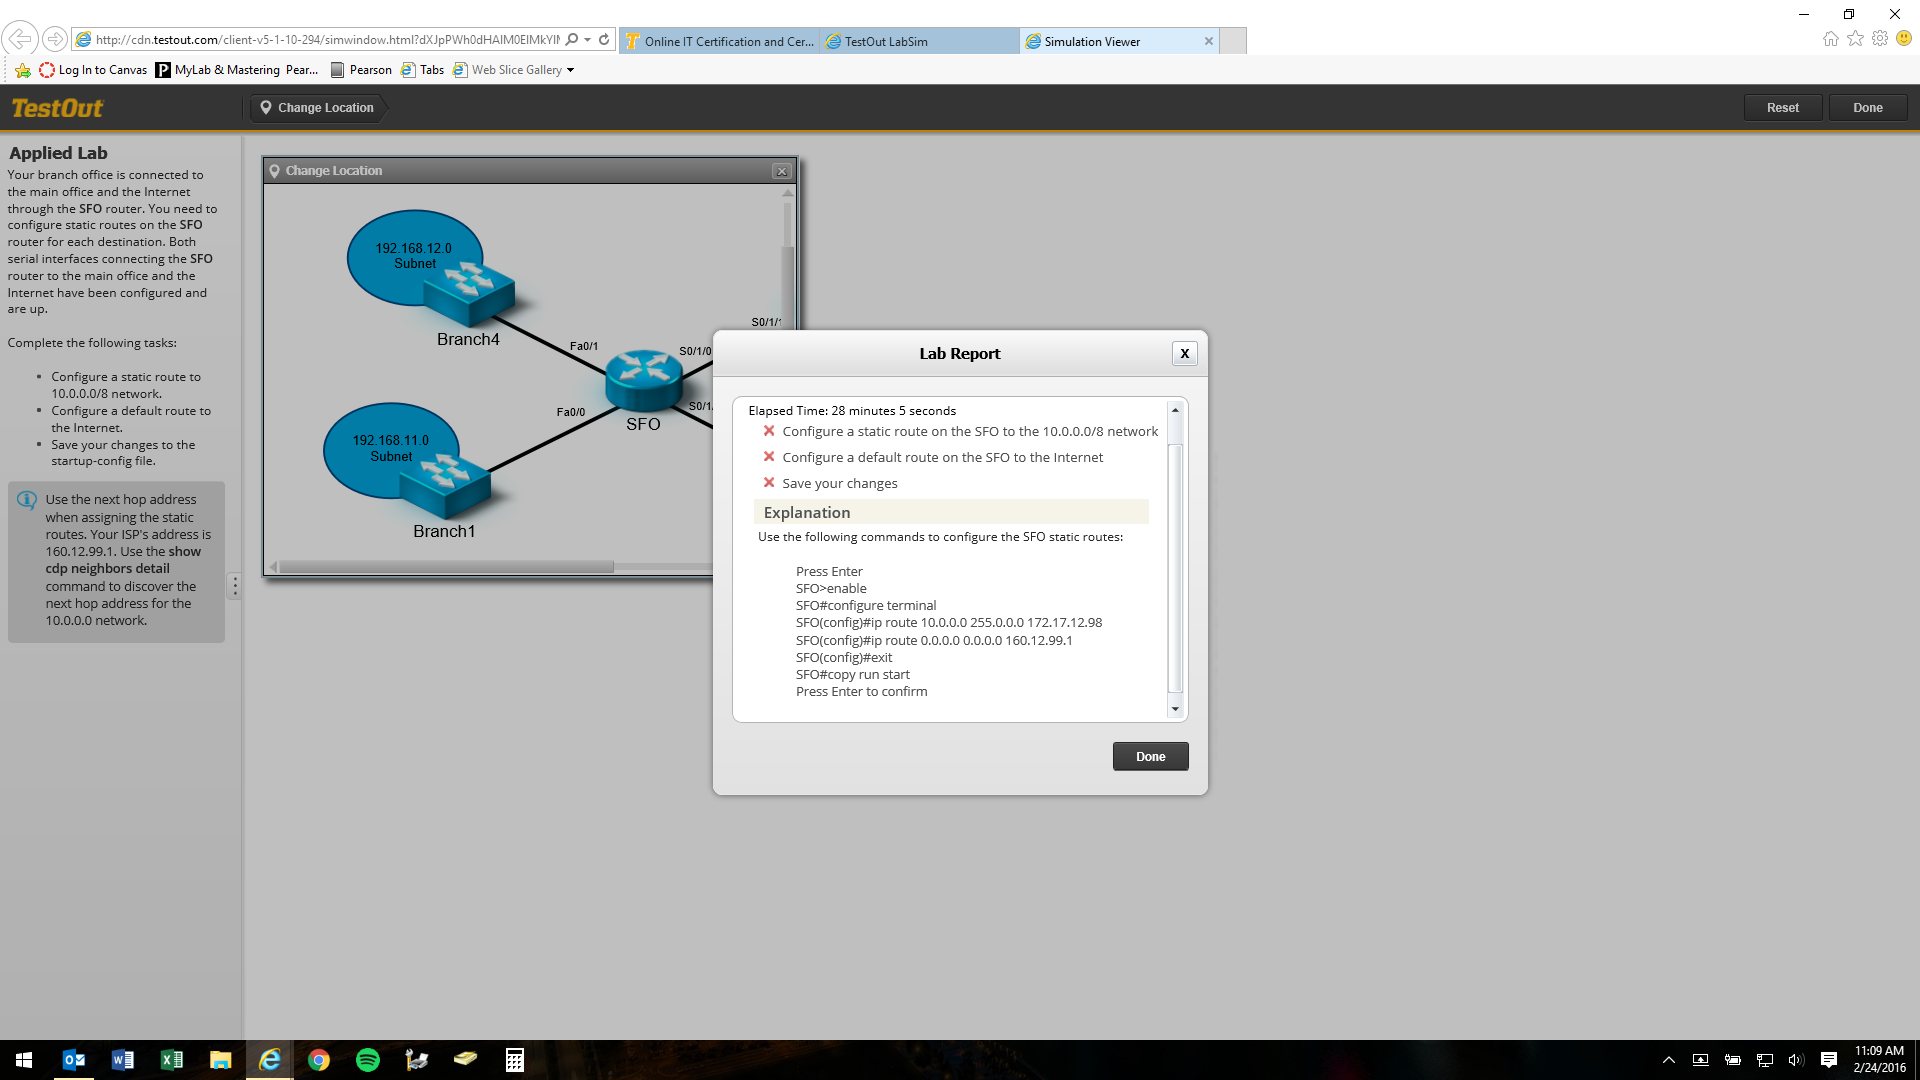 http://cdn.testout.com/client-v5-1-10-294/simwindow.html?dXJpPWh0dHAlM0ElMkYlM
Online IT Certification and Cer...
TestOut LabSim
Simulation Viewer
Log In to Canvas
P MyLab & Mastering Pear...
Pearson
Tabs
Web Slice Gallery
TestOut
Change Location
Reset
Done
Applied Lab
Your branch office is connected to
the main office and the Internet
through the SFO router. You need to
configure static routes on the SFO
router for each destination. Both
serial interfaces connecting the SFO
router to the main office and the
Internet have been configured and
are up.
Complete the following tasks:
Configure a static route to
10.0.0.0/8 network.
Configure a default route to
the Internet.
Save your changes to the
startup-config file.
Use the next hop address
when assigning the static
routes. Your ISP's address is
160.12.99.1. Use the show
cdp neighbors detail
command to discover the
next hop address for the
10.0.0.0 network.
Change Location
192.168.12.0
Subnet
Branch4
Fa0/1
S0/1/1
S0/1/0
Fa0/0
S0/1/
SFO
192.168.11.0
Subnet
Branch1
Lab Report
X
Elapsed Time: 28 minutes 5 seconds
Configure a static route on the SFO to the 10.0.0.0/8 network
Configure a default route on the SFO to the Internet
Save your changes
Explanation
Use the following commands to configure the SFO static routes:
Press Enter
SFO>enable
SFO#configure terminal
SFO(config)#ip route 10.0.0.0 255.0.0.0 172.17.12.98
SFO(config)#ip route 0.0.0.0 0.0.0.0 160.12.99.1
SFO(config)#exit
SFO#copy run start
Press Enter to confirm
Done
11:09 AM
2/24/2016